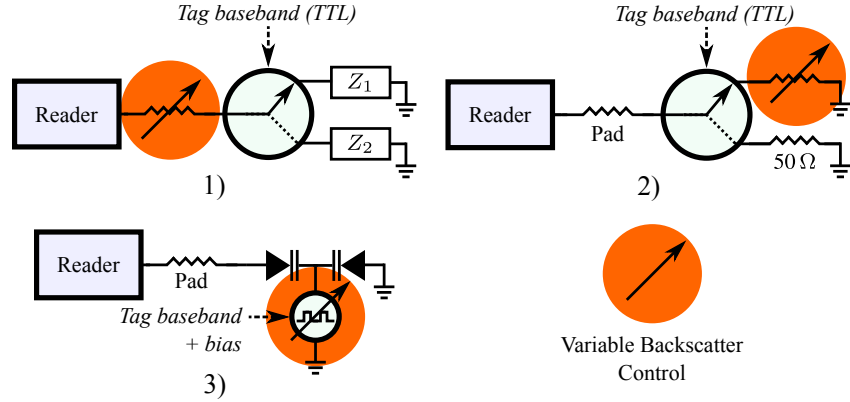 Tag baseband (TTL)
Reader
Z₁
Z₂
1)
Tag baseband (TTL)
Reader
Pad
50 Ω
2)
Reader
Pad
Tag baseband
+ bias
3)
Variable Backscatter
Control